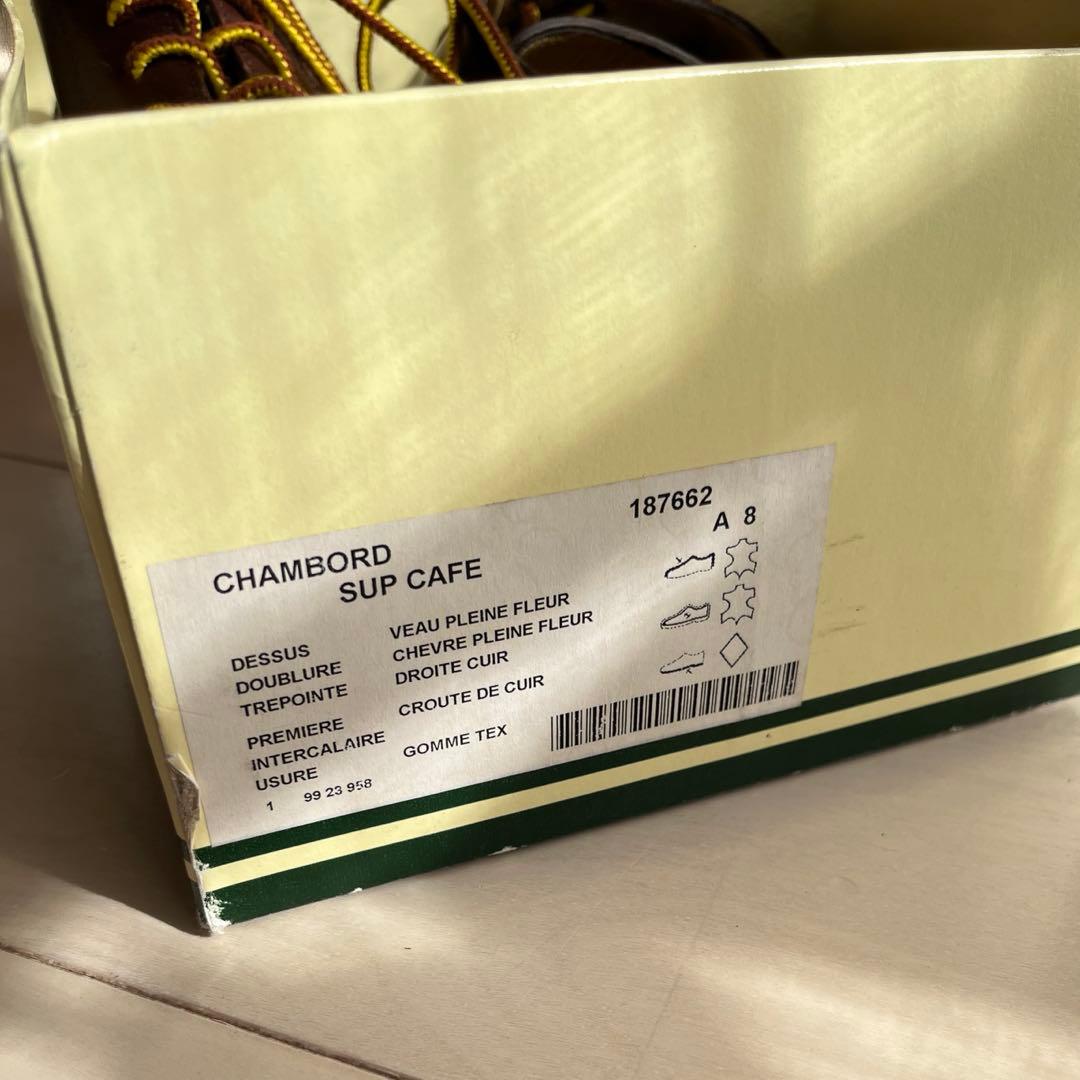 187662
A 8
CHAMBORD
SUP CAFE
DESSUS VEAU PLEINE FLEUR
DOUBLURE CHEVRE PLEINE FLEUR
TREPOINTE DROITE CUIR
PREMIERE CROUTE DE CUIR
INTERCALAIRE
USURE GOMME TEX
1 99 23 958